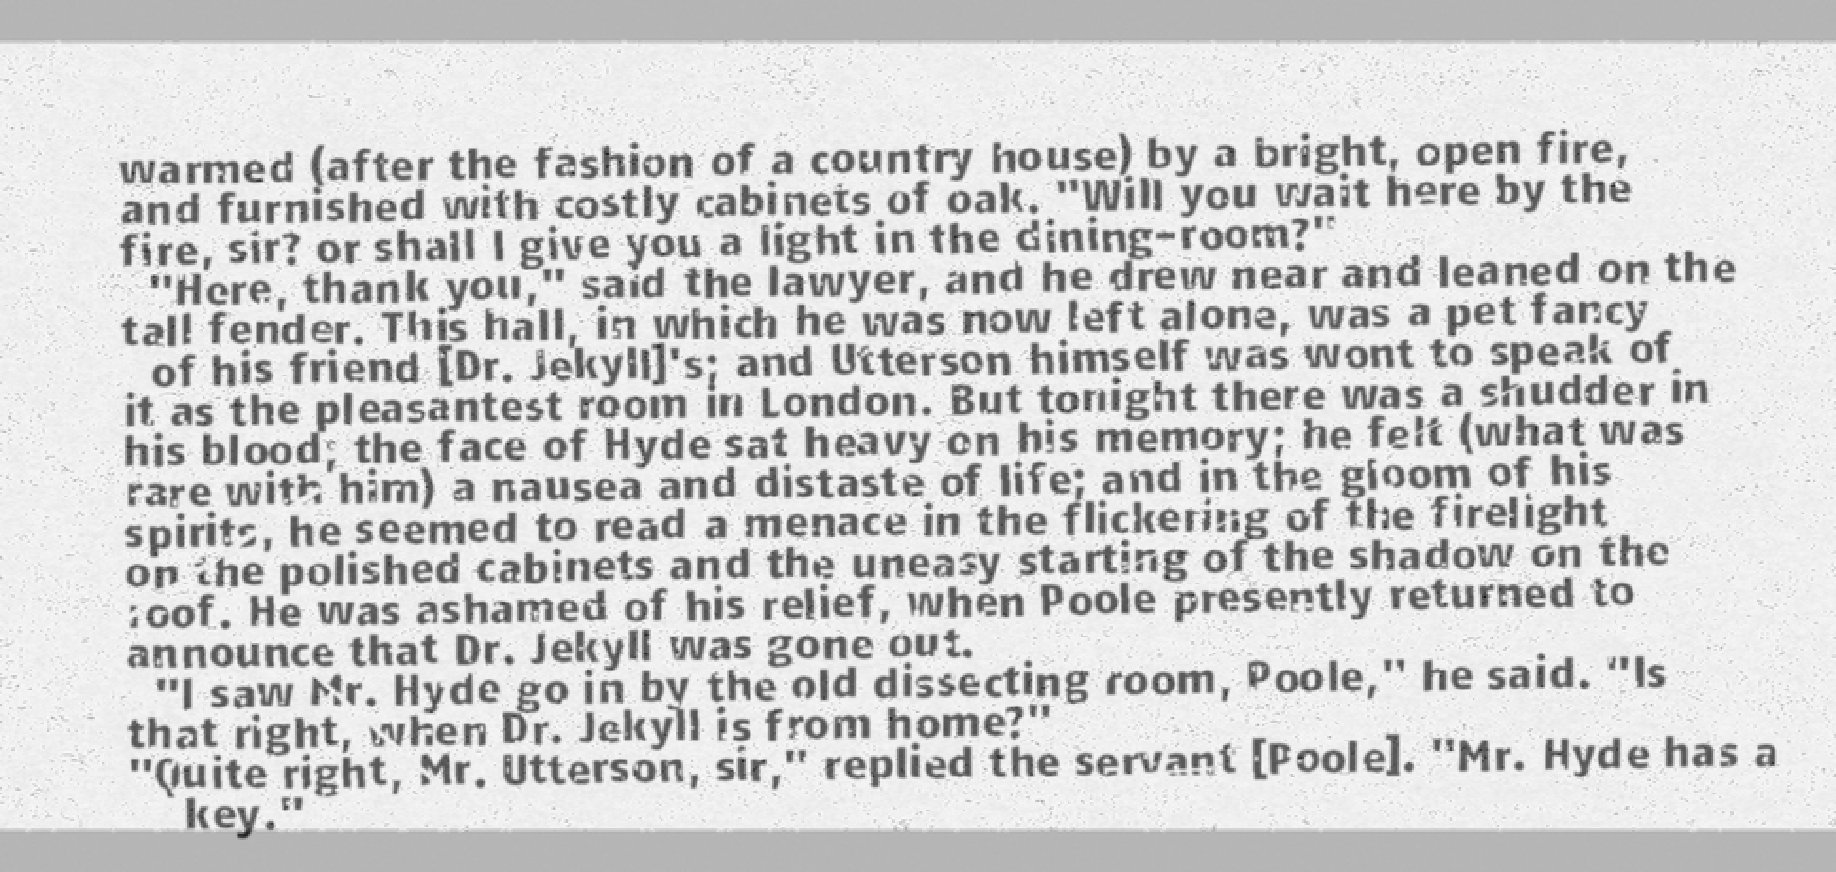 warmed (after the fashion of a country house) by a bright, open fire,
and furnished with costly cabinets of oak. "Will you wait here by the
fire, sir? or shall I give you a light in the dining-room?"
"Here, thank you," said the lawyer, and he drew near and leaned on the
tall fender. This hall, in which he was now left alone, was a pet fancy
of his friend [Dr. Jekyll]'s; and Utterson himself was wont to speak of
it as the pleasantest room in London. But tonight there was a shudder in
his blood; the face of Hyde sat heavy on his memory; he felt (what was
rare with him) a nausea and distaste of life; and in the gloom of his
spirits, he seemed to read a menace in the flickering of the firelight
on the polished cabinets and the uneasy starting of the shadow on the
roof. He was ashamed of his relief, when Poole presently returned to
announce that Dr. Jekyll was gone out.
"I saw Mr. Hyde go in by the old dissecting room, Poole," he said. "Is
that right, when Dr. Jekyll is from home?"
"Quite right, Mr. Utterson, sir," replied the servant [Poole]. "Mr. Hyde has a
key."